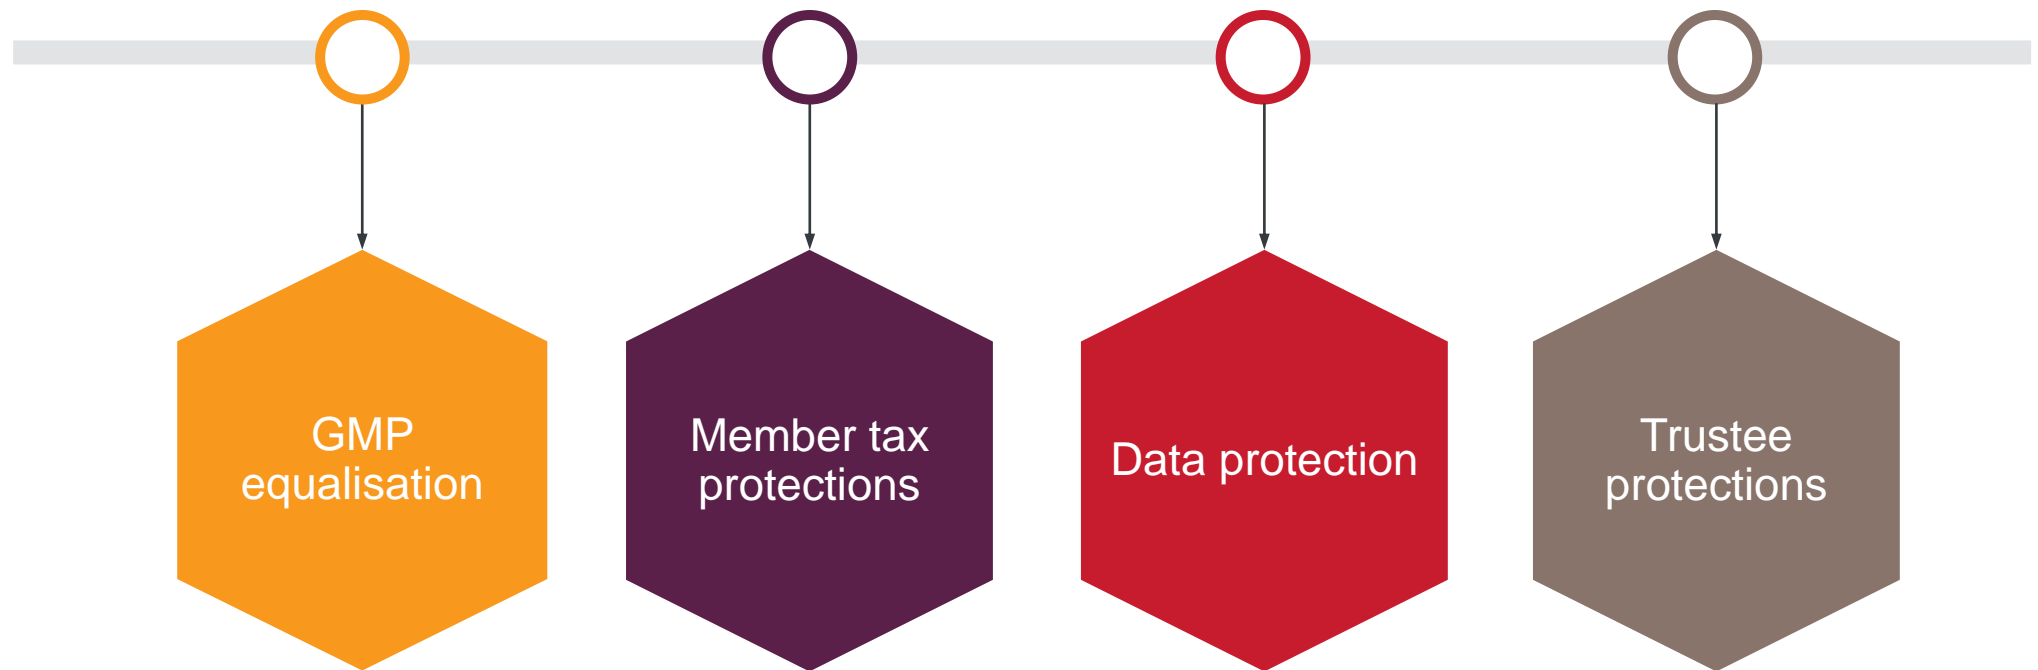 GMP
equalisation
Member tax
protections
Data protection
Trustee
protections